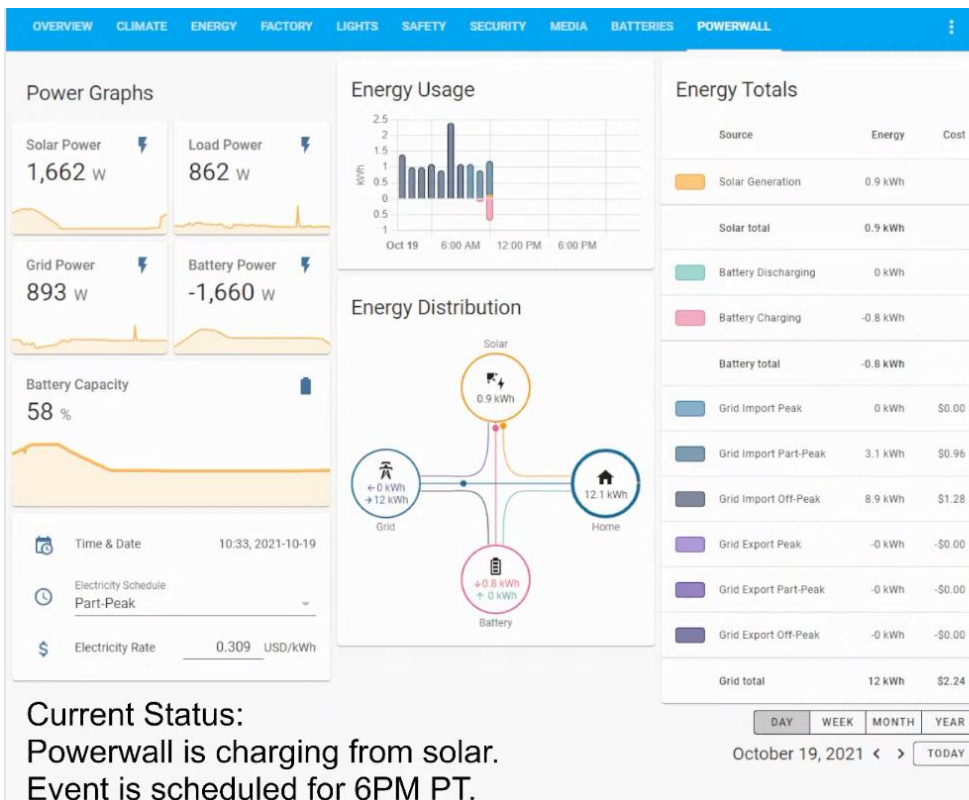 OVERVIEW CLIMATE ENERGY FACTORY LIGHTS SAFETY SECURITY MEDIA BATTERIES POWERWALL
Power Graphs
Solar Power
1,662 W
Load Power
862 W
Grid Power
893 W
Battery Power
-1,660 W
Battery Capacity
58 %
Time & Date 10:33, 2021-10-19
Electricity Schedule
Part-Peak
$ Electricity Rate 0.309 USD/kWh
Energy Usage
kWh
2.5
2
1.5
1
0.5
0
0.5
1
Oct 19 6:00 AM 12:00 PM 6:00 PM
Energy Distribution
Solar
0.9 kWh
←0 kWh
→12 kWh
Grid
12.1 kWh
Home
↓0.8 kWh
↑ 0 kWh
Battery
Energy Totals
Source Energy Cost
Solar Generation 0.9 kWh
Solar total 0.9 kWh
Battery Discharging 0 kWh
Battery Charging -0.8 kWh
Battery total -0.8 kWh
Grid Import Peak 0 kWh $0.00
Grid Import Part-Peak 3.1 kWh $0.96
Grid Import Off-Peak 8.9 kWh $1.28
Grid Export Peak -0 kWh -$0.00
Grid Export Part-Peak -0 kWh -$0.00
Grid Export Off-Peak -0 kWh -$0.00
Grid total 12 kWh $2.24
DAY WEEK MONTH YEAR
October 19, 2021 < > TODAY
Current Status:
Powerwall is charging from solar.
Event is scheduled for 6PM PT.